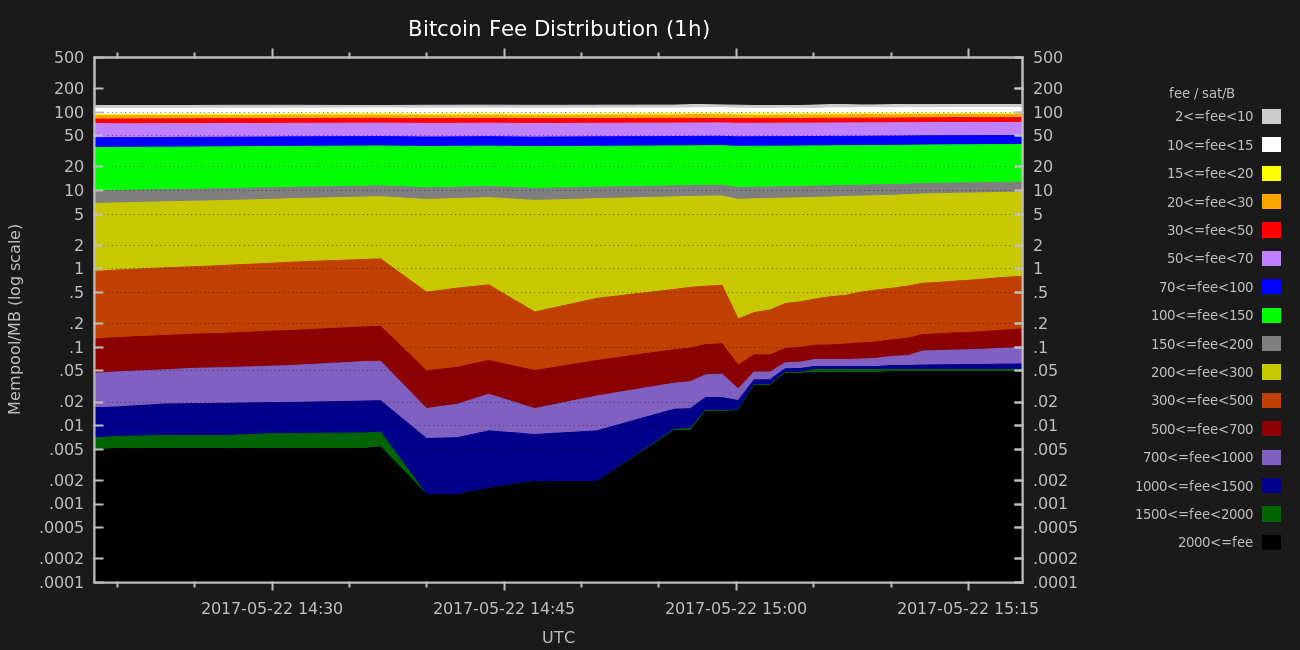 Bitcoin Fee Distribution (1h)
Mempool/MB (log scale)
500
200
100
50
20
10
5
2
1
.5
.2
.1
.05
.02
.01
.005
.002
.001
.0005
.0002
.0001
500
200
100
50
20
10
5
2
1
.5
.2
.1
.05
.02
.01
.005
.002
.001
.0005
.0002
.0001
2017-05-22 14:30 2017-05-22 14:45 2017-05-22 15:00 2017-05-22 15:15
UTC
fee / sat/B
2<=fee<10
10<=fee<15
15<=fee<20
20<=fee<30
30<=fee<50
50<=fee<70
70<=fee<100
100<=fee<150
150<=fee<200
200<=fee<300
300<=fee<500
500<=fee<700
700<=fee<1000
1000<=fee<1500
1500<=fee<2000
2000<=fee